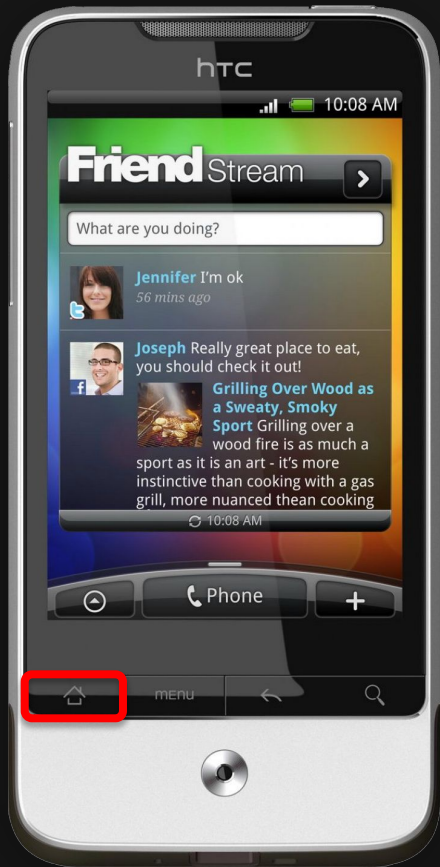 hTC
10:08 AM
Friend Stream
What are you doing?
Jennifer I'm ok
56 mins ago
Joseph Really great place to eat,
you should check it out!
Grilling Over Wood as
a Sweaty, Smoky
Sport Grilling over a
wood fire is as much a
sport as it is an art - it's more
instinctive than cooking with a gas
grill, more nuanced thean cooking
10:08 AM
Phone
MENU